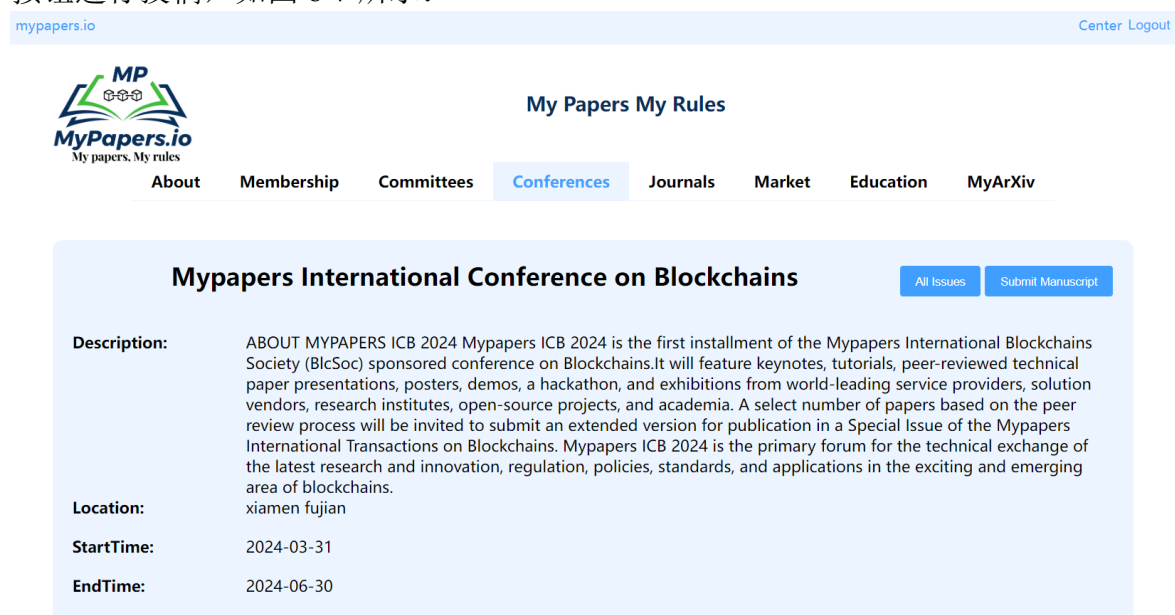 mypapers.io
Center Logout
MP
MyPapers.io
My papers, My rules
My Papers My Rules
About Membership Committees Conferences Journals Market Education MyArXiv
Mypapers International Conference on Blockchains
All Issues Submit Manuscript
Description: ABOUT MYPAPERS ICB 2024 Mypapers ICB 2024 is the first installment of the Mypapers International Blockchains
Society (BlcSoc) sponsored conference on Blockchains.It will feature keynotes, tutorials, peer-reviewed technical
paper presentations, posters, demos, a hackathon, and exhibitions from world-leading service providers, solution
vendors, research institutes, open-source projects, and academia. A select number of papers based on the peer
review process will be invited to submit an extended version for publication in a Special Issue of the Mypapers
International Transactions on Blockchains. Mypapers ICB 2024 is the primary forum for the technical exchange of
the latest research and innovation, regulation, policies, standards, and applications in the exciting and emerging
area of blockchains.
Location: xiamen fujian
StartTime: 2024-03-31
EndTime: 2024-06-30